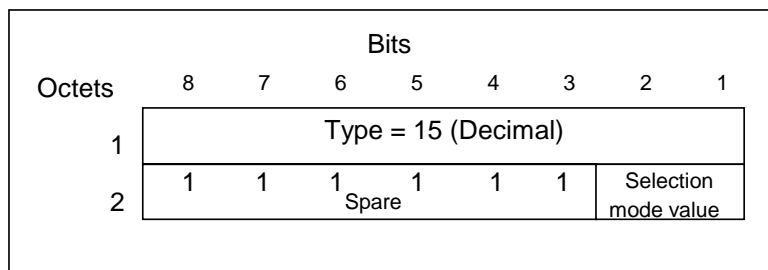 Bits
Octets 8 7 6 5 4 3 2 1
1 Type = 15 (Decimal)
2 1 1 1 1 1 1 Selection
Spare mode value